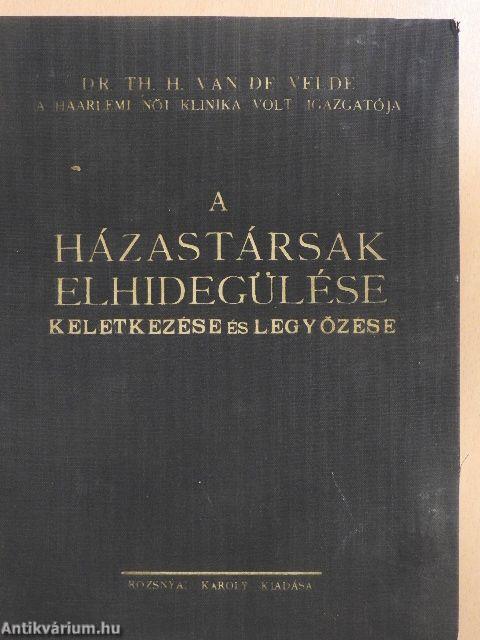 DR. TH. H. VAN DE VELDE
A HAARLEMI NŐI KLINIKA VOLT IGAZGATÓJA
A
HÁZASTÁRSAK
ELHIDEGÜLÉSE
KELETKEZÉSE ÉS LEGYŐZÉSE
ROZSNYAI KÁROLY KIADÁSA
Antikvárium.hu